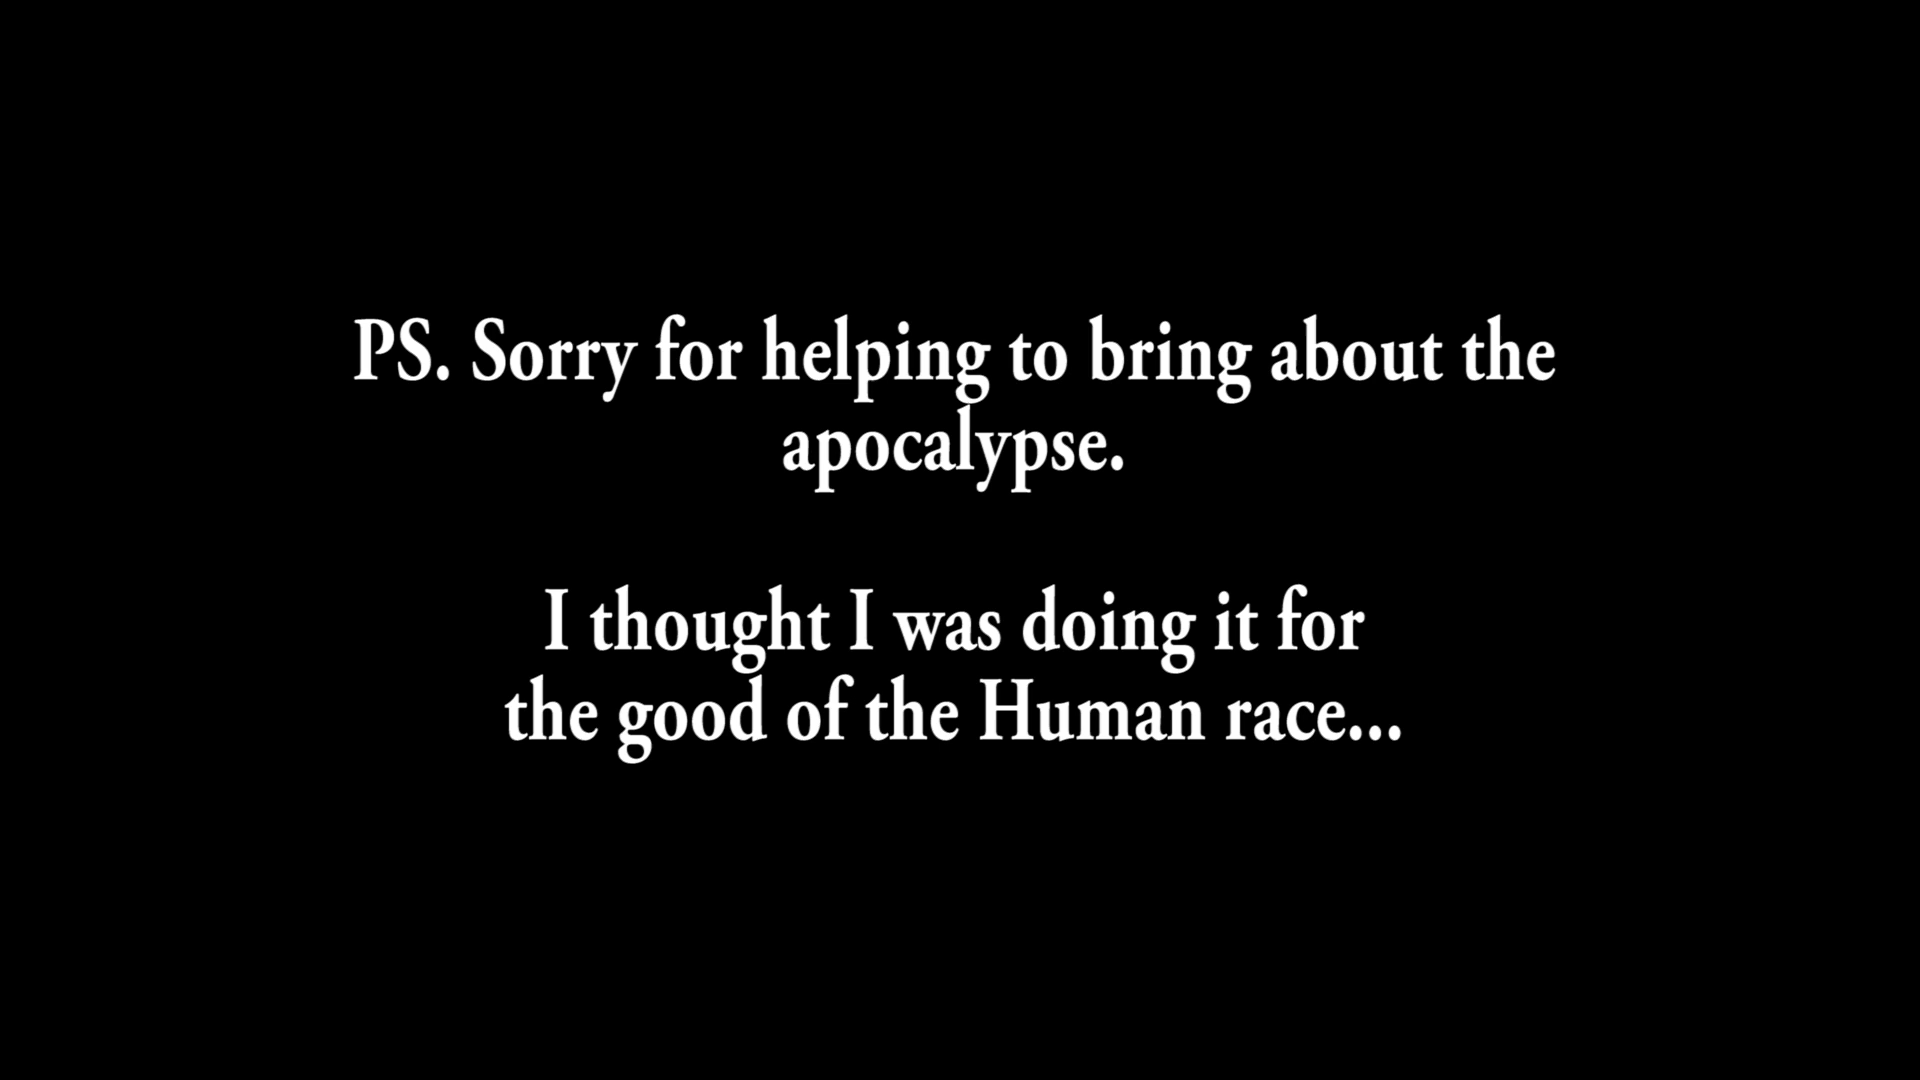 PS. Sorry for helping to bring about the
apocalypse.
I thought I was doing it for
the good of the Human race...